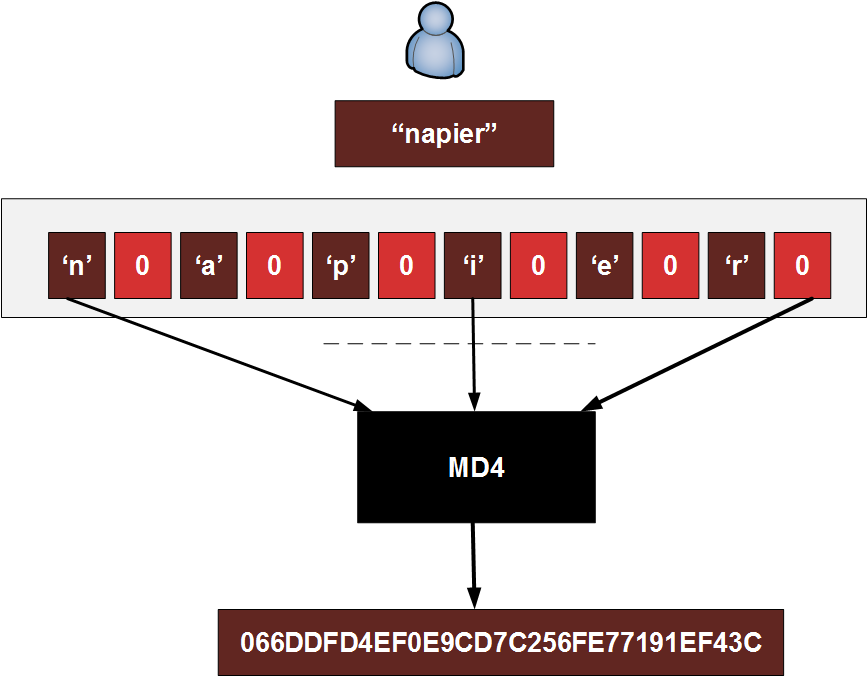 “napier”
‘n’ 0 ‘a’ 0 ‘p’ 0 ‘i’ 0 ‘e’ 0 ‘r’ 0
MD4
066DDFD4EF0E9CD7C256FE77191EF43C